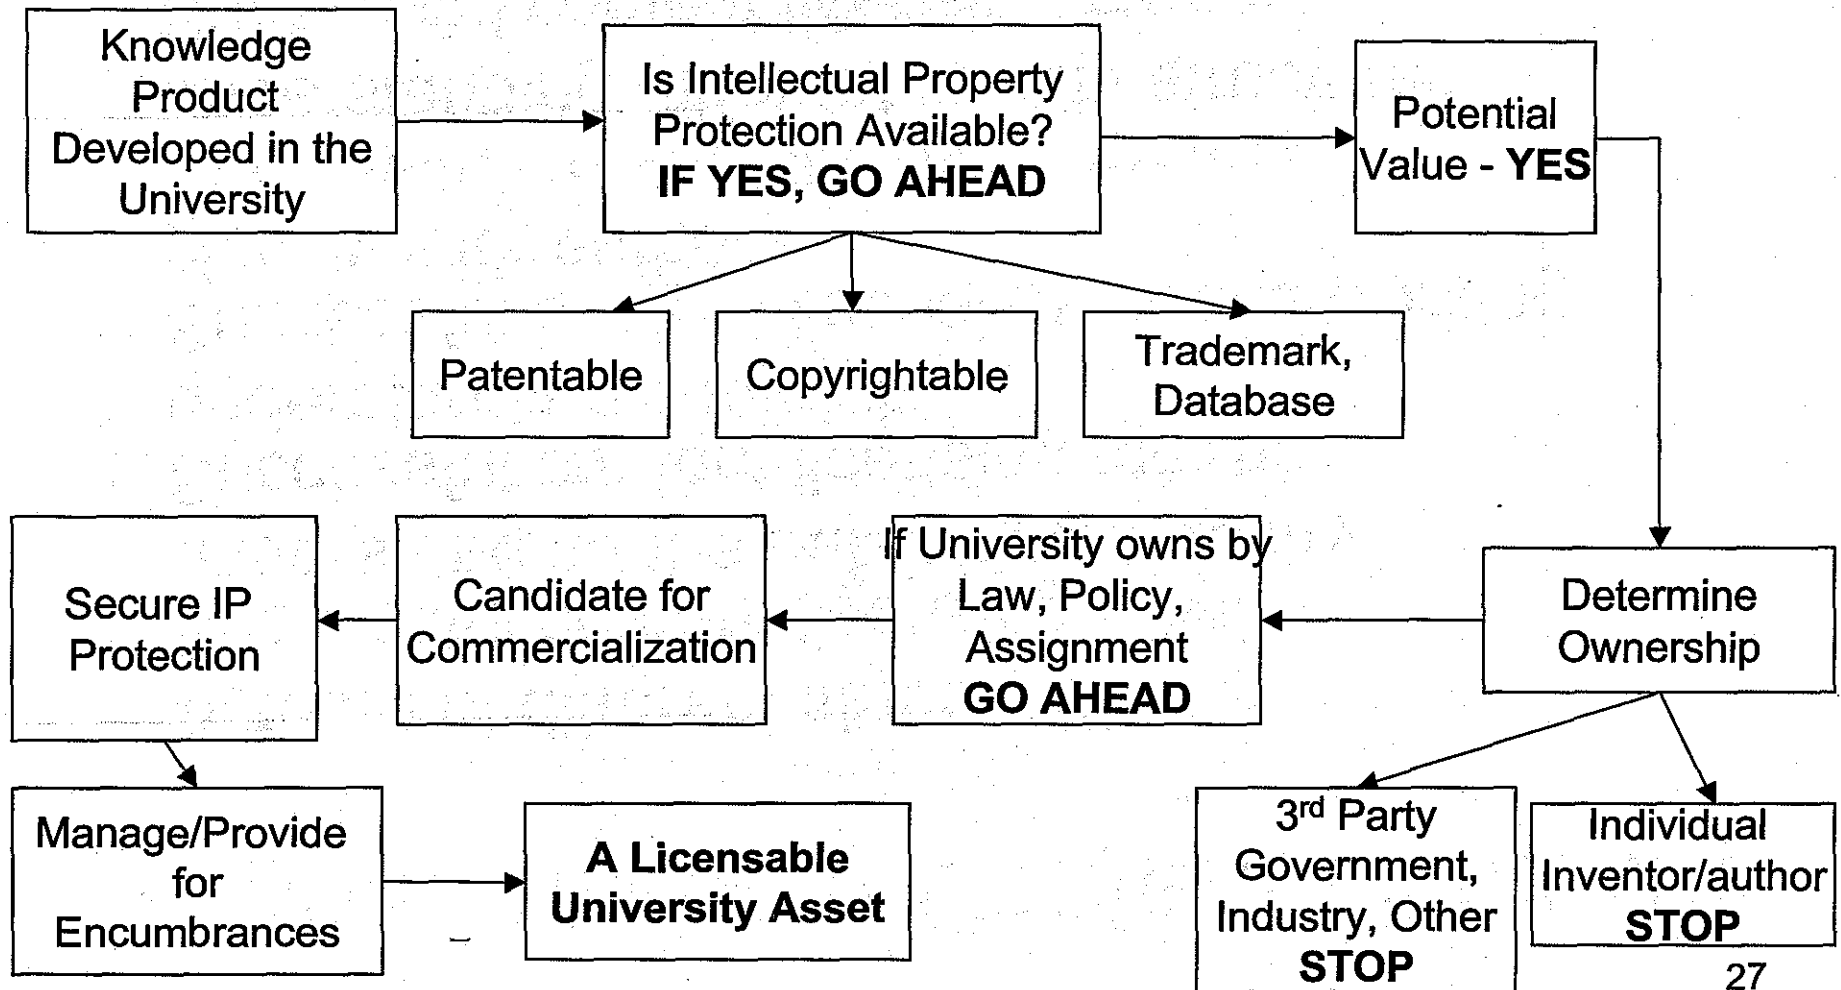 Knowledge
Product
Developed in the
University
Is Intellectual Property
Protection Available?
IF YES, GO AHEAD
Potential
Value - YES
Patentable
Copyrightable
Trademark,
Database
Secure IP
Protection
Candidate for
Commercialization
If University owns by
Law, Policy,
Assignment
GO AHEAD
Determine
Ownership
Manage/Provide
for
Encumbrances
A Licensable
University Asset
3rd Party
Government,
Industry, Other
STOP
Individual
Inventor/author
STOP
27